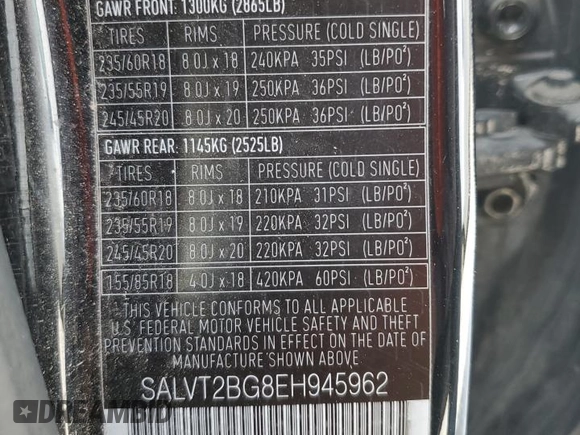 GAWR FRONT: 1300KG (2865LB)
TIRES RIMS PRESSURE (COLD SINGLE)
235/60R18 8.0J x 18 240KPA 35PSI (LB/PO²)
235/55R19 8.0J x 19 250KPA 36PSI (LB/PO²)
245/45R20 8.0J x 20 250KPA 36PSI (LB/PO²)
GAWR REAR: 1145KG (2525LB)
TIRES RIMS PRESSURE (COLD SINGLE)
235/60R18 8.0J x 18 210KPA 31PSI (LB/PO²)
235/55R19 8.0J x 19 220KPA 32PSI (LB/PO²)
245/45R20 8.0J x 20 220KPA 32PSI (LB/PO²)
155/85R18 4.0J x 18 420KPA 60PSI (LB/PO²)
THIS VEHICLE CONFORMS TO ALL APPLICABLE
U.S. FEDERAL MOTOR VEHICLE SAFETY AND THEFT
PREVENTION STANDARDS IN EFFECT ON THE DATE
OF MANUFACTURE SHOWN ABOVE
SALVT2BG8EH945962
DREAMBID